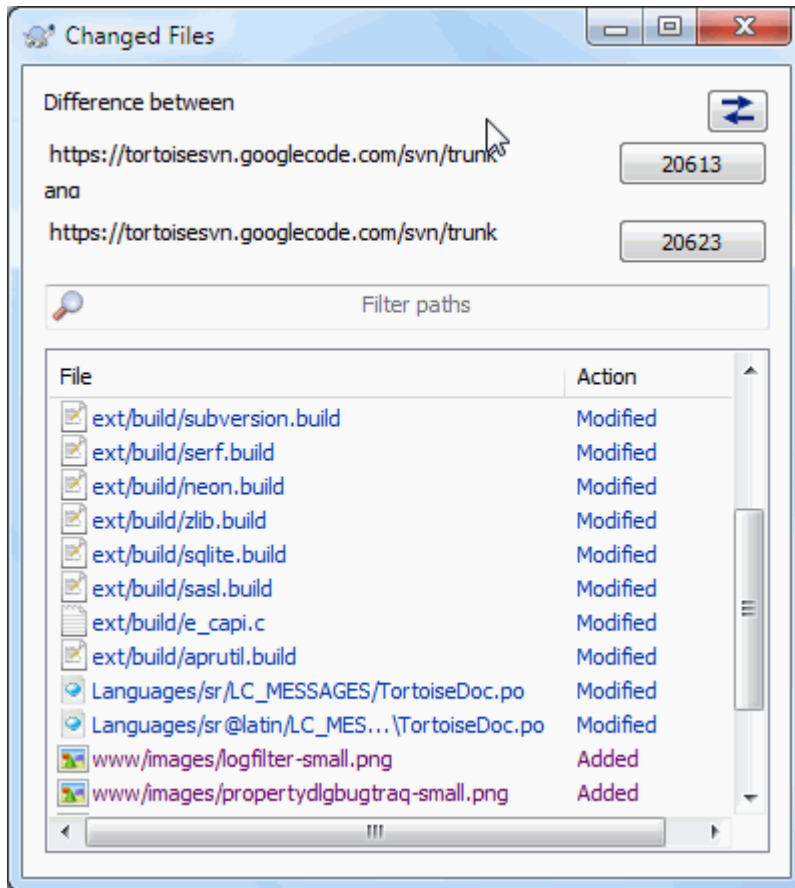 Changed Files
Difference between
https://tortoisesvn.googlecode.com/svn/trunk
20613
and
https://tortoisesvn.googlecode.com/svn/trunk
20623
Filter paths
File Action
ext/build/subversion.build Modified
ext/build/serf.build Modified
ext/build/neon.build Modified
ext/build/zlib.build Modified
ext/build/sqlite.build Modified
ext/build/sasl.build Modified
ext/build/e_capi.c Modified
ext/build/aprutil.build Modified
Languages/sr/LC_MESSAGES/TortoiseDoc.po Modified
Languages/sr@latin/LC_MES...\TortoiseDoc.po Modified
www/images/logfilter-small.png Added
www/images/propertydlgbugtraq-small.png Added